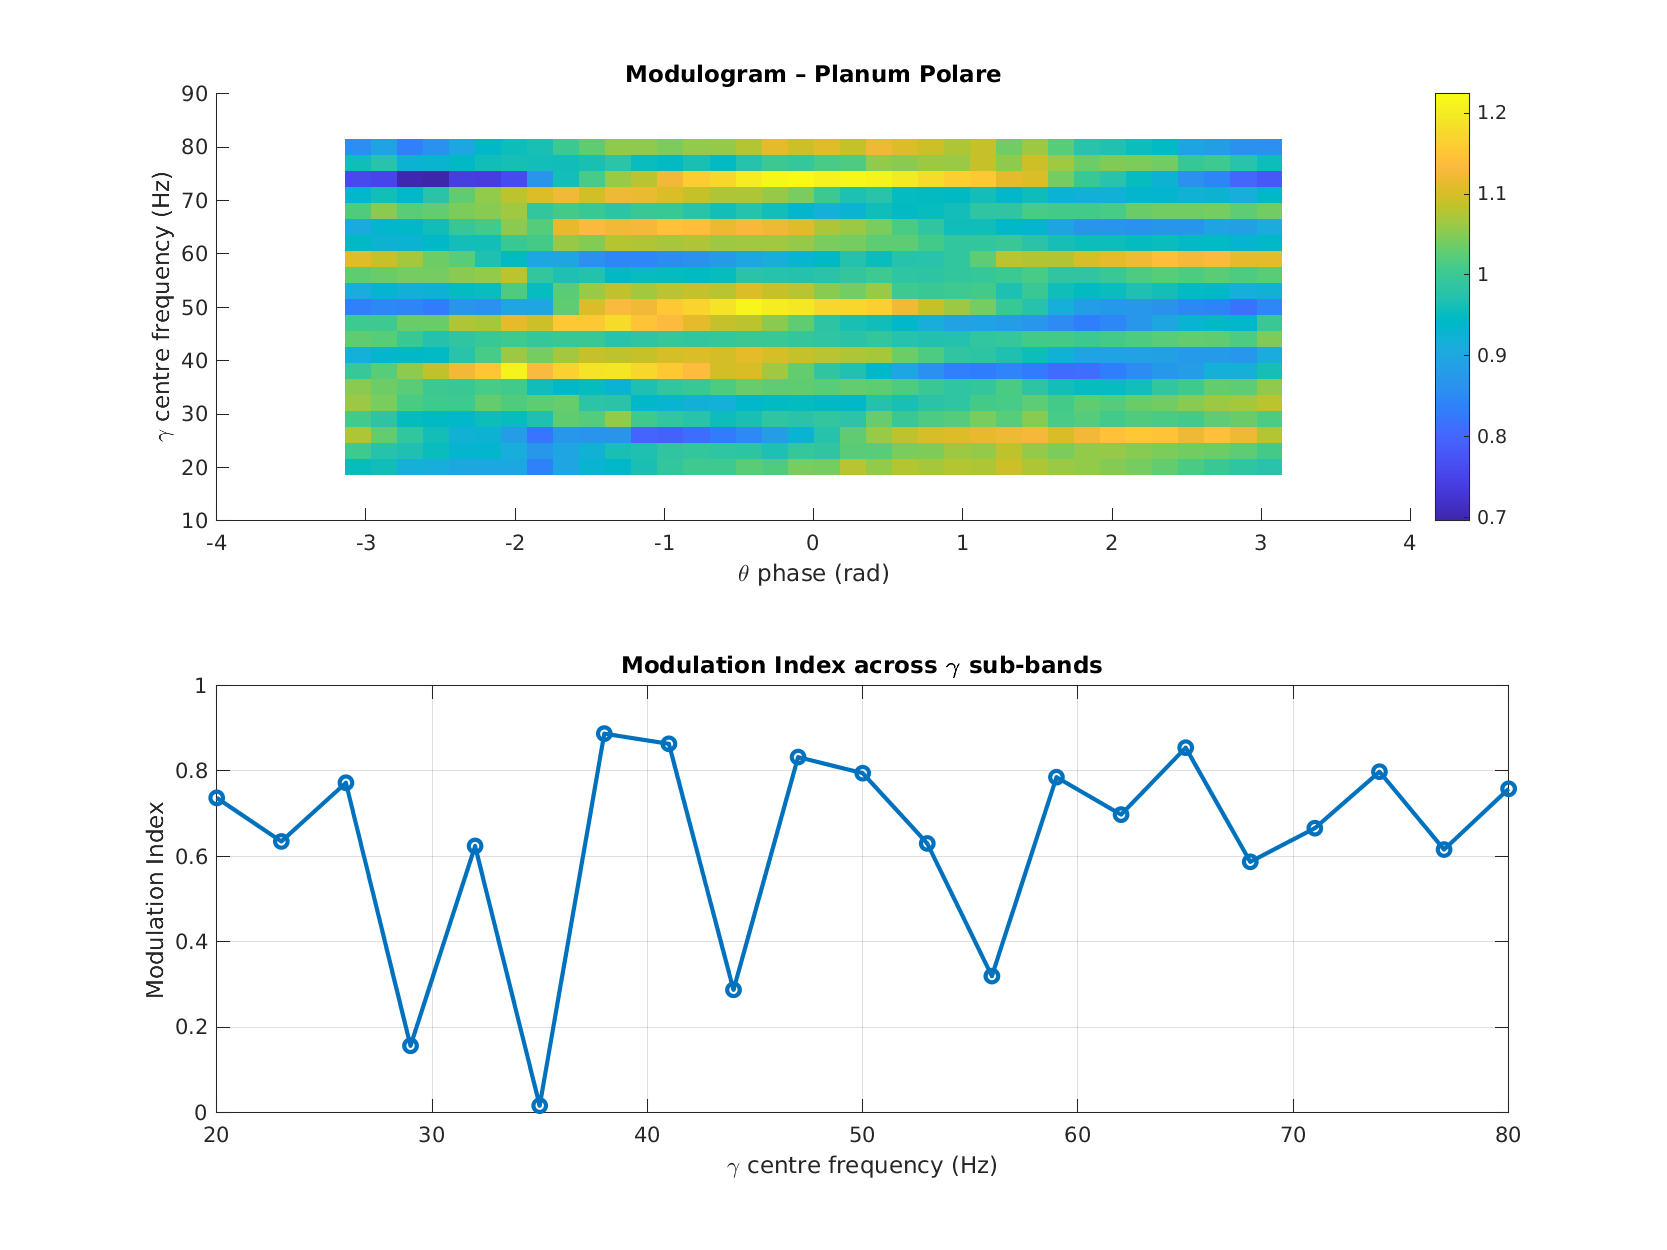 Modulogram – Planum Polare
90
80
70
60
50
40
30
20
10
γ centre frequency (Hz)
-4 -3 -2 -1 0 1 2 3 4
θ phase (rad)
1.2
1.1
1
0.9
0.8
0.7
Modulation Index across γ sub-bands
1
0.8
0.6
0.4
0.2
0
Modulation Index
20 30 40 50 60 70 80
γ centre frequency (Hz)